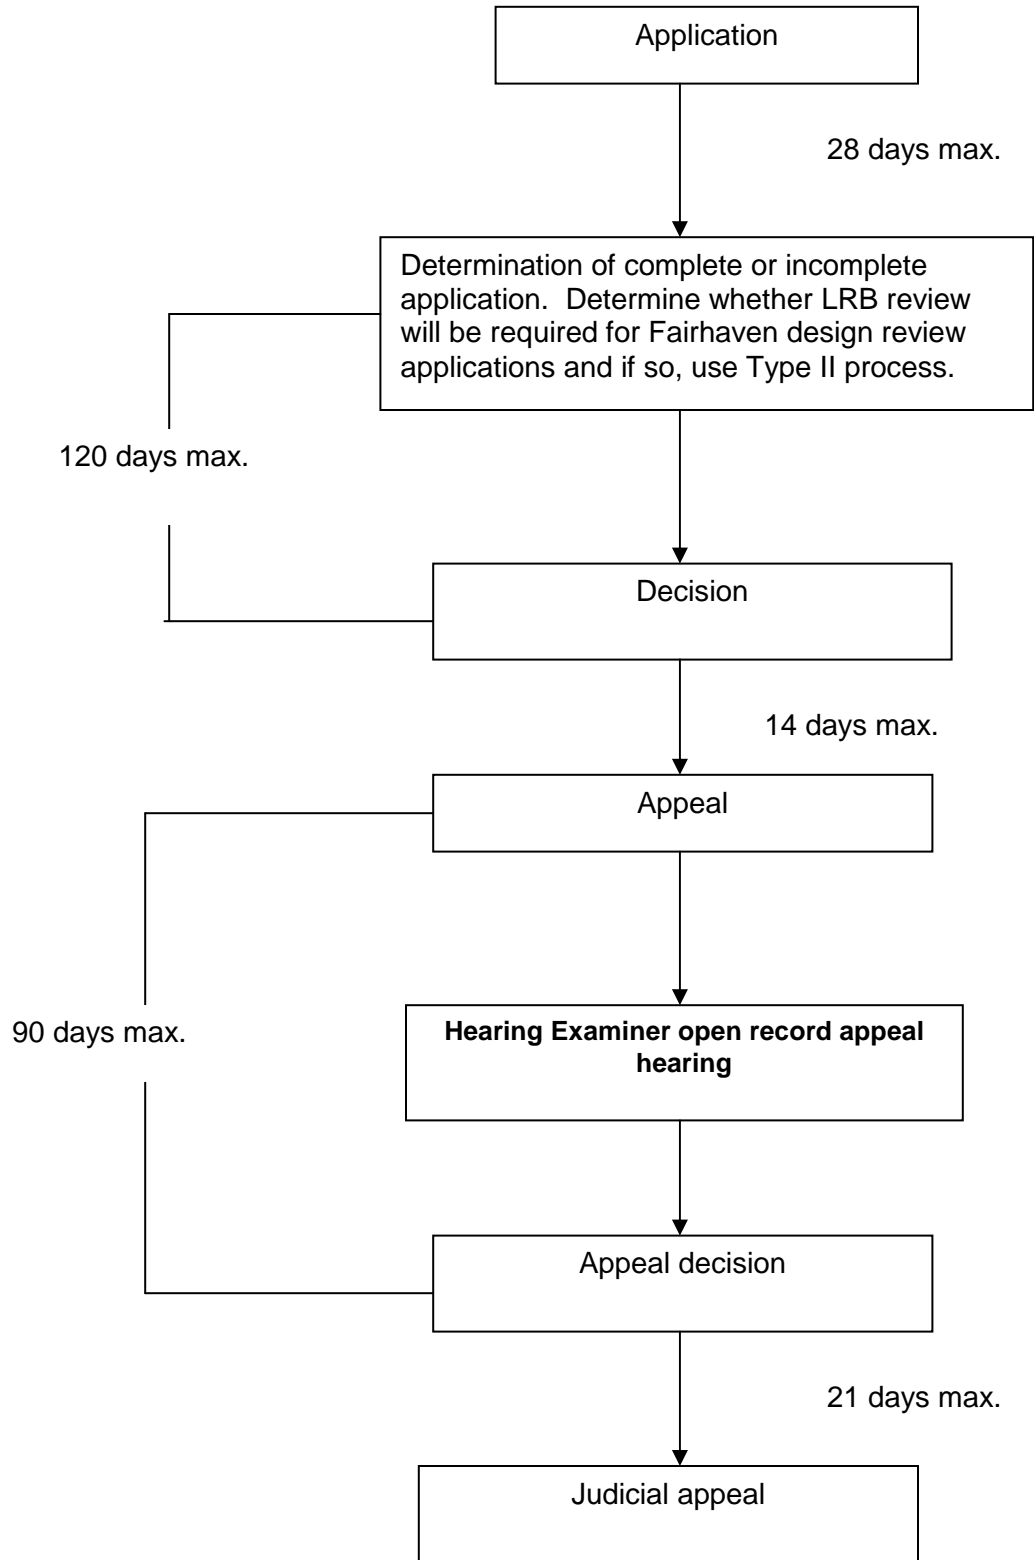 Application
28 days max.
Determination of complete or incomplete
application.  Determine whether LRB review
will be required for Fairhaven design review
applications and if so, use Type II process.
120 days max.
Decision
14 days max.
Appeal
90 days max.
Hearing Examiner open record appeal
hearing
Appeal decision
21 days max.
Judicial appeal